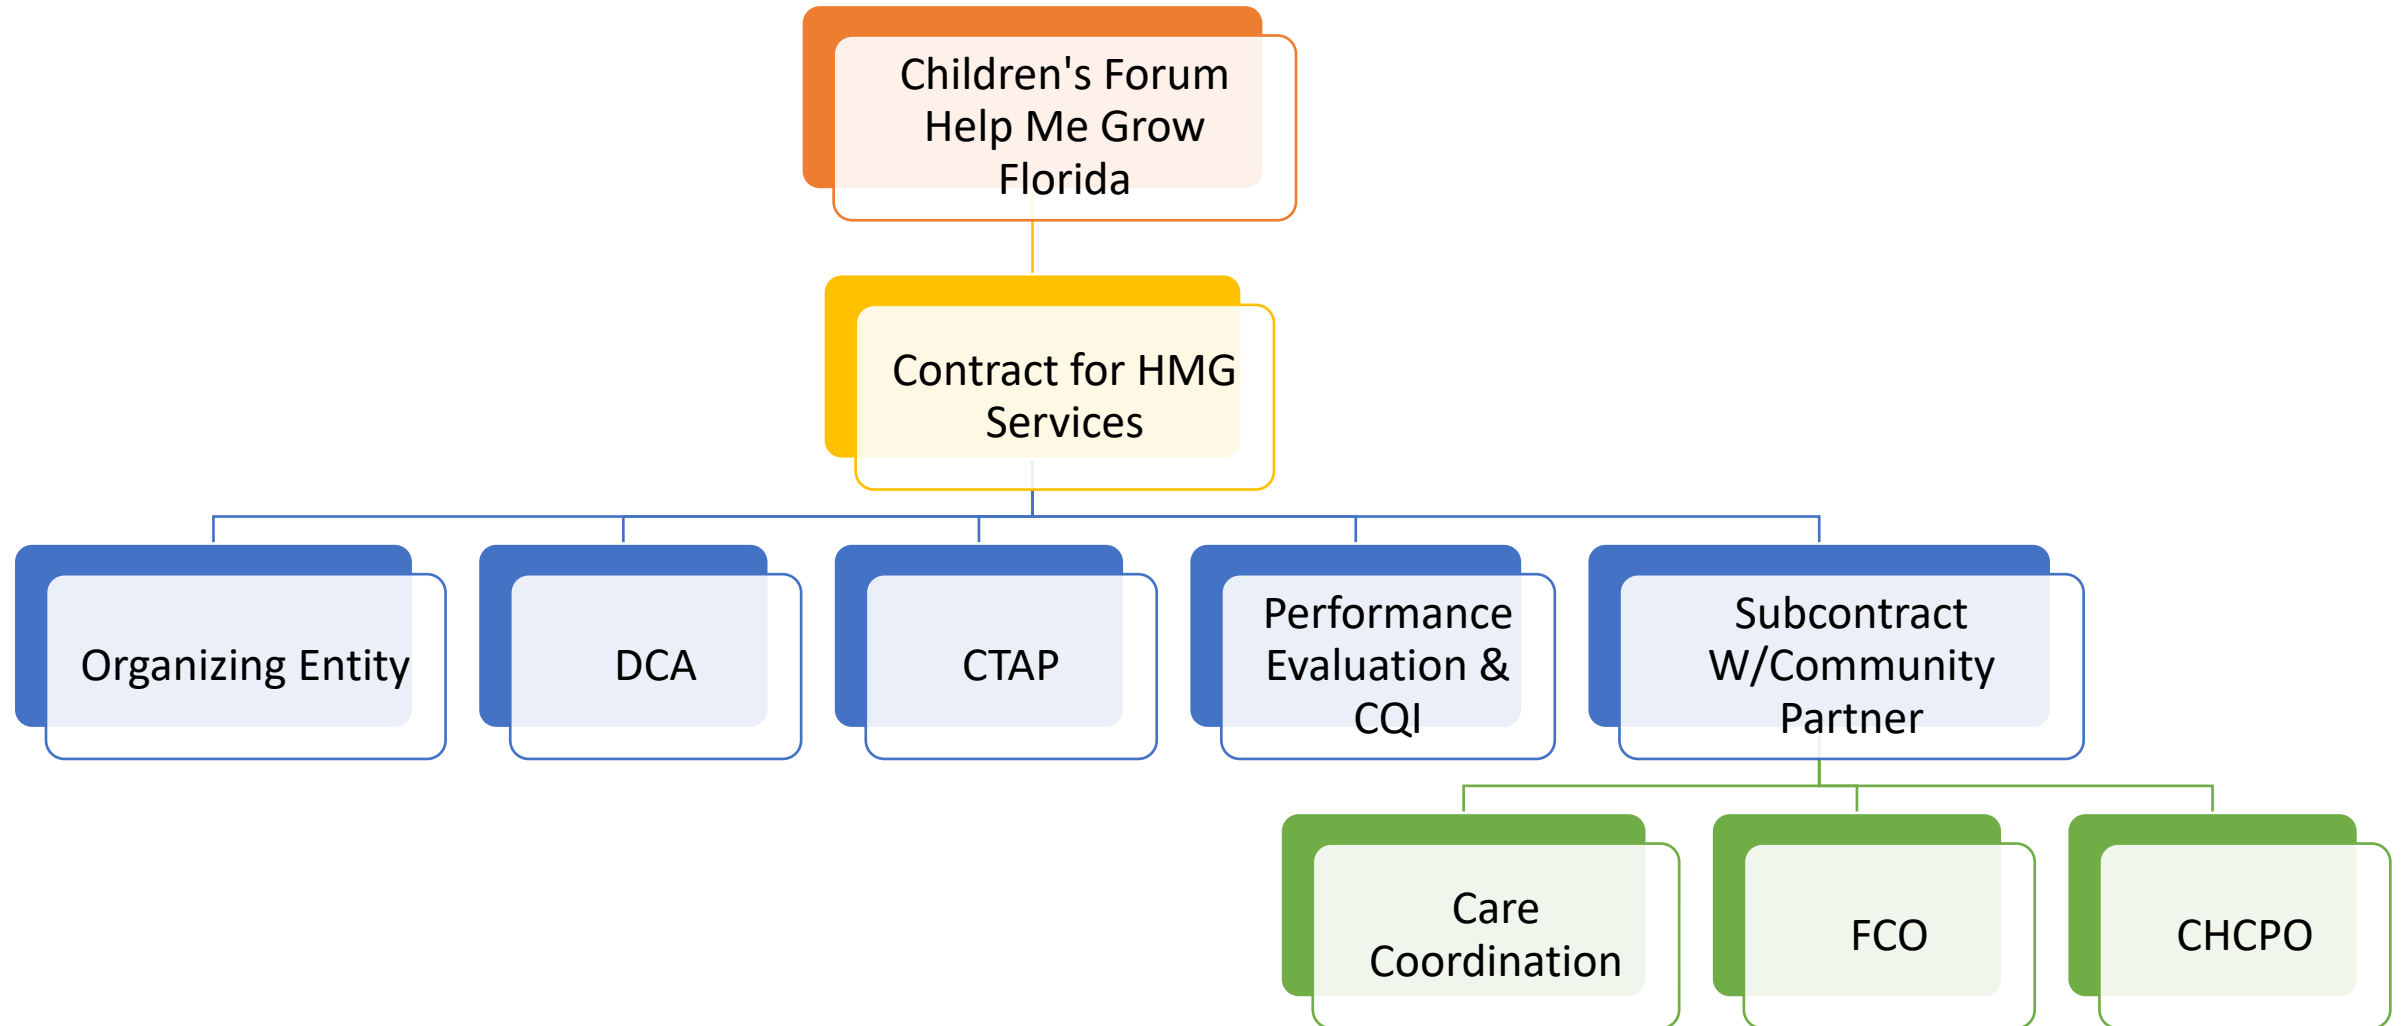 Children's Forum
Help Me Grow
Florida
Contract for HMG
Services
Organizing Entity
DCA
CTAP
Performance
Evaluation &
CQI
Subcontract
W/Community
Partner
Care
Coordination
FCO
CHCPO